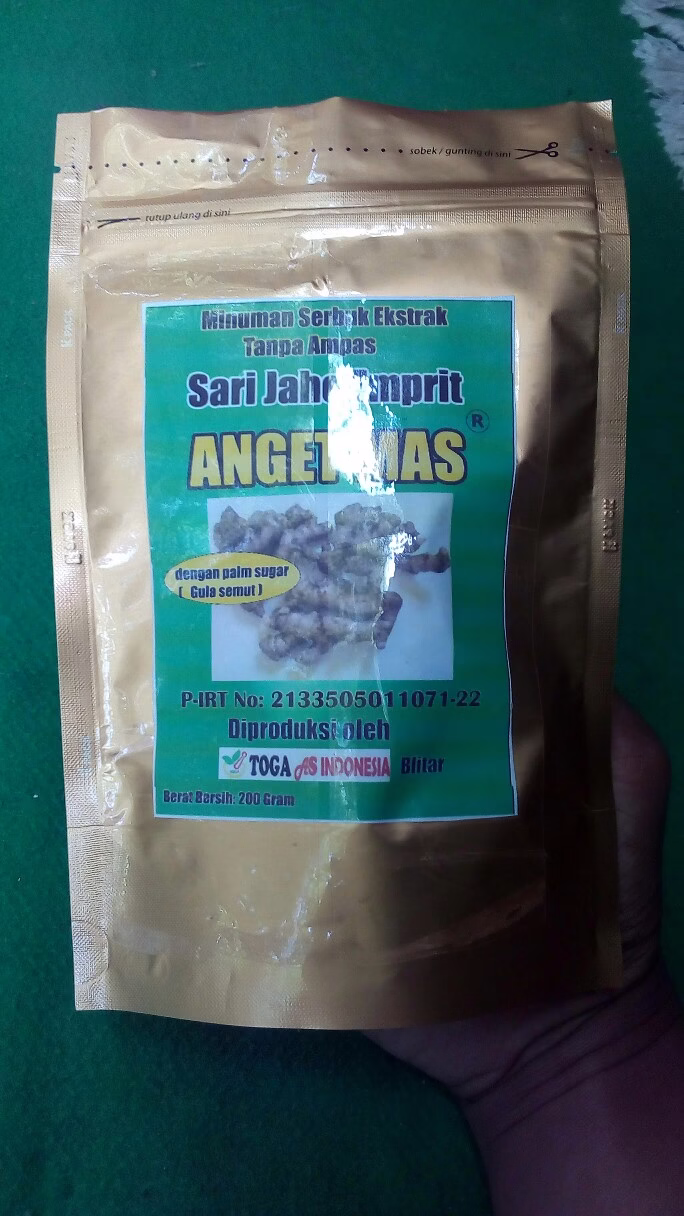 sobek / gunting di sini
tutup ulang di sini
Minuman Serbuk Ekstrak
Tanpa Ampas
Sari Jahe Emprit
®
ANGET MAS
dengan palm sugar
( Gula semut )
P-IRT No: 2133505011071-22
Diproduksi oleh
TOGA AS INDONESIA Blitar
Berat Bersih: 200 Gram
K PACK